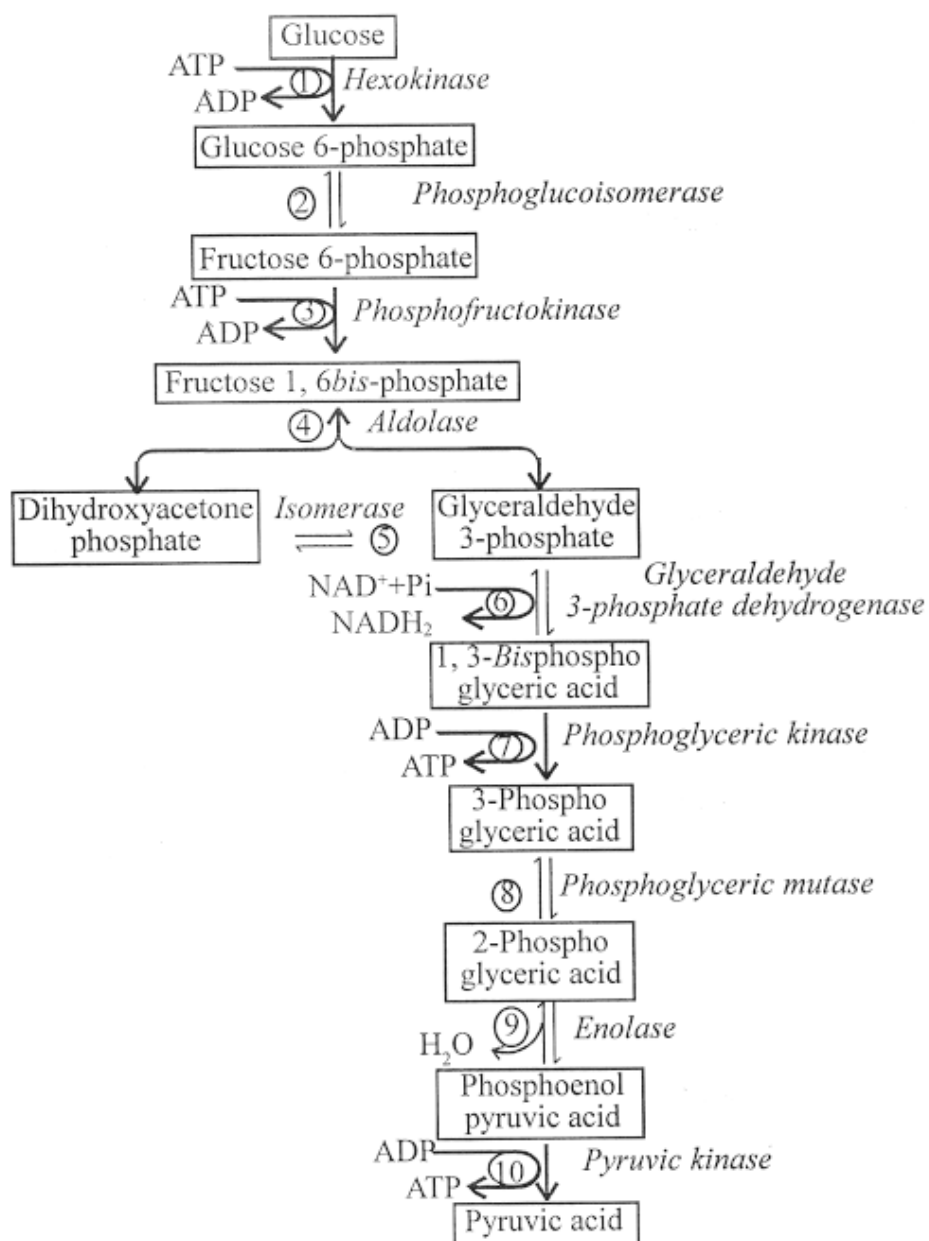 Glucose
ATP
① Hexokinase
ADP
Glucose 6-phosphate
② Phosphoglucoisomerase
Fructose 6-phosphate
ATP
③ Phosphofructokinase
ADP
Fructose 1, 6bis-phosphate
④ Aldolase
Dihydroxyacetone
phosphate
Isomerase
⑤
Glyceraldehyde
3-phosphate
NAD⁺+Pi
⑥
NADH₂
Glyceraldehyde
3-phosphate dehydrogenase
1, 3-Bisphospho
glyceric acid
ADP
⑦ Phosphoglyceric kinase
ATP
3-Phospho
glyceric acid
⑧ Phosphoglyceric mutase
2-Phospho
glyceric acid
⑨ Enolase
H₂O
Phosphoenol
pyruvic acid
ADP
⑩ Pyruvic kinase
ATP
Pyruvic acid